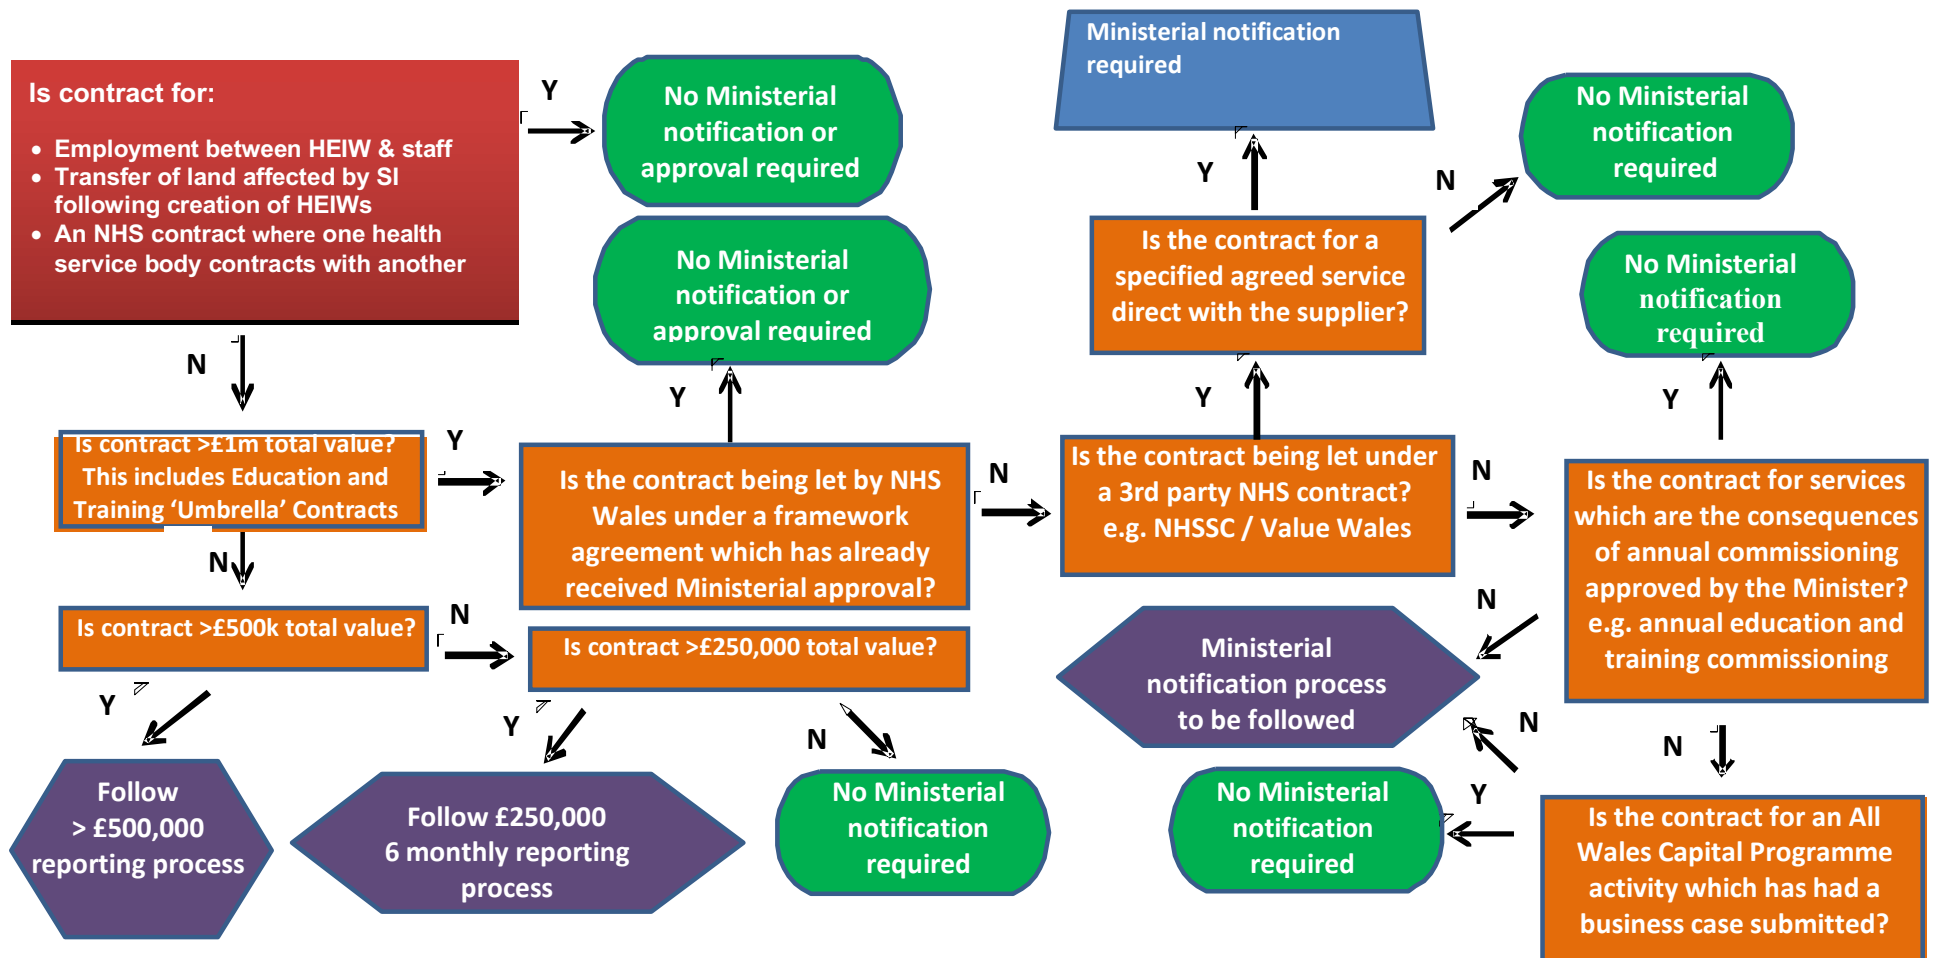 Is contract for:
• Employment between HEIW & staff
• Transfer of land affected by SI
following creation of HEIWs
• An NHS contract where one health
service body contracts with another
Y
No Ministerial
notification or
approval required
N
Is contract >£1m total value?
This includes Education and
Training ‘Umbrella’ Contracts
Y
Is the contract being let by NHS
Wales under a framework
agreement which has already
received Ministerial approval?
Y
No Ministerial
notification or
approval required
N
Is the contract being let under
a 3rd party NHS contract?
e.g. NHSSC / Value Wales
Y
Is the contract for a
specified agreed service
direct with the supplier?
Y
Ministerial notification
required
N
No Ministerial
notification
required
N
Is the contract for services
which are the consequences
of annual commissioning
approved by the Minister?
e.g. annual education and
training commissioning
Y
No Ministerial
notification
required
N
Ministerial
notification process
to be followed
N
Is the contract for an All
Wales Capital Programme
activity which has had a
business case submitted?
N
Y
No Ministerial
notification
required
N
Is contract >£500k total value?
Y
Follow
> £500,000
reporting process
N
Is contract >£250,000 total value?
Y
Follow £250,000
6 monthly reporting
process
N
No Ministerial
notification
required